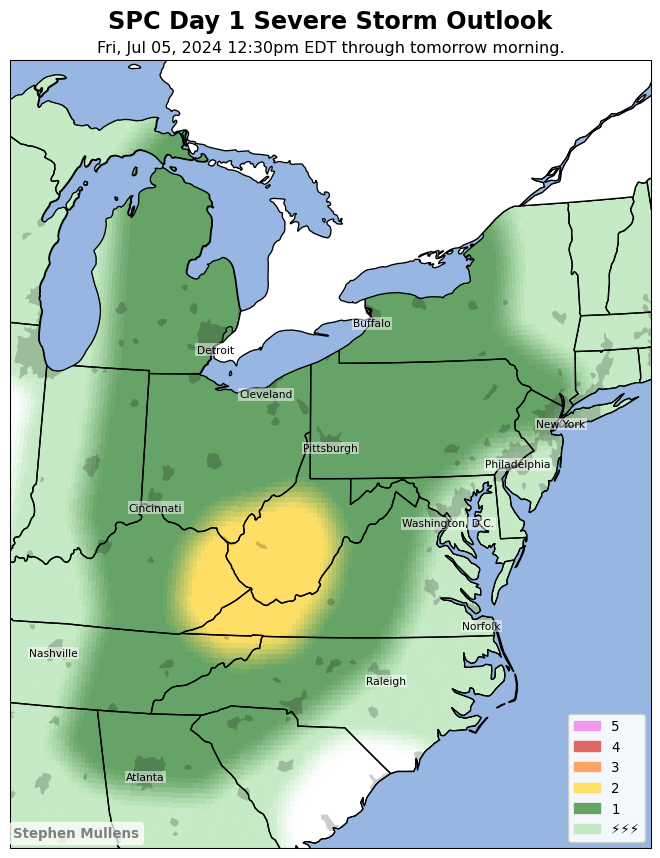 SPC Day 1 Severe Storm Outlook
Fri, Jul 05, 2024 12:30pm EDT through tomorrow morning.
Buffalo
Detroit
Cleveland
New York
Pittsburgh
Philadelphia
Cincinnati
Washington, D.C.
Norfolk
Nashville
Raleigh
Atlanta
5
4
3
2
1
⚡⚡⚡
Stephen Mullens